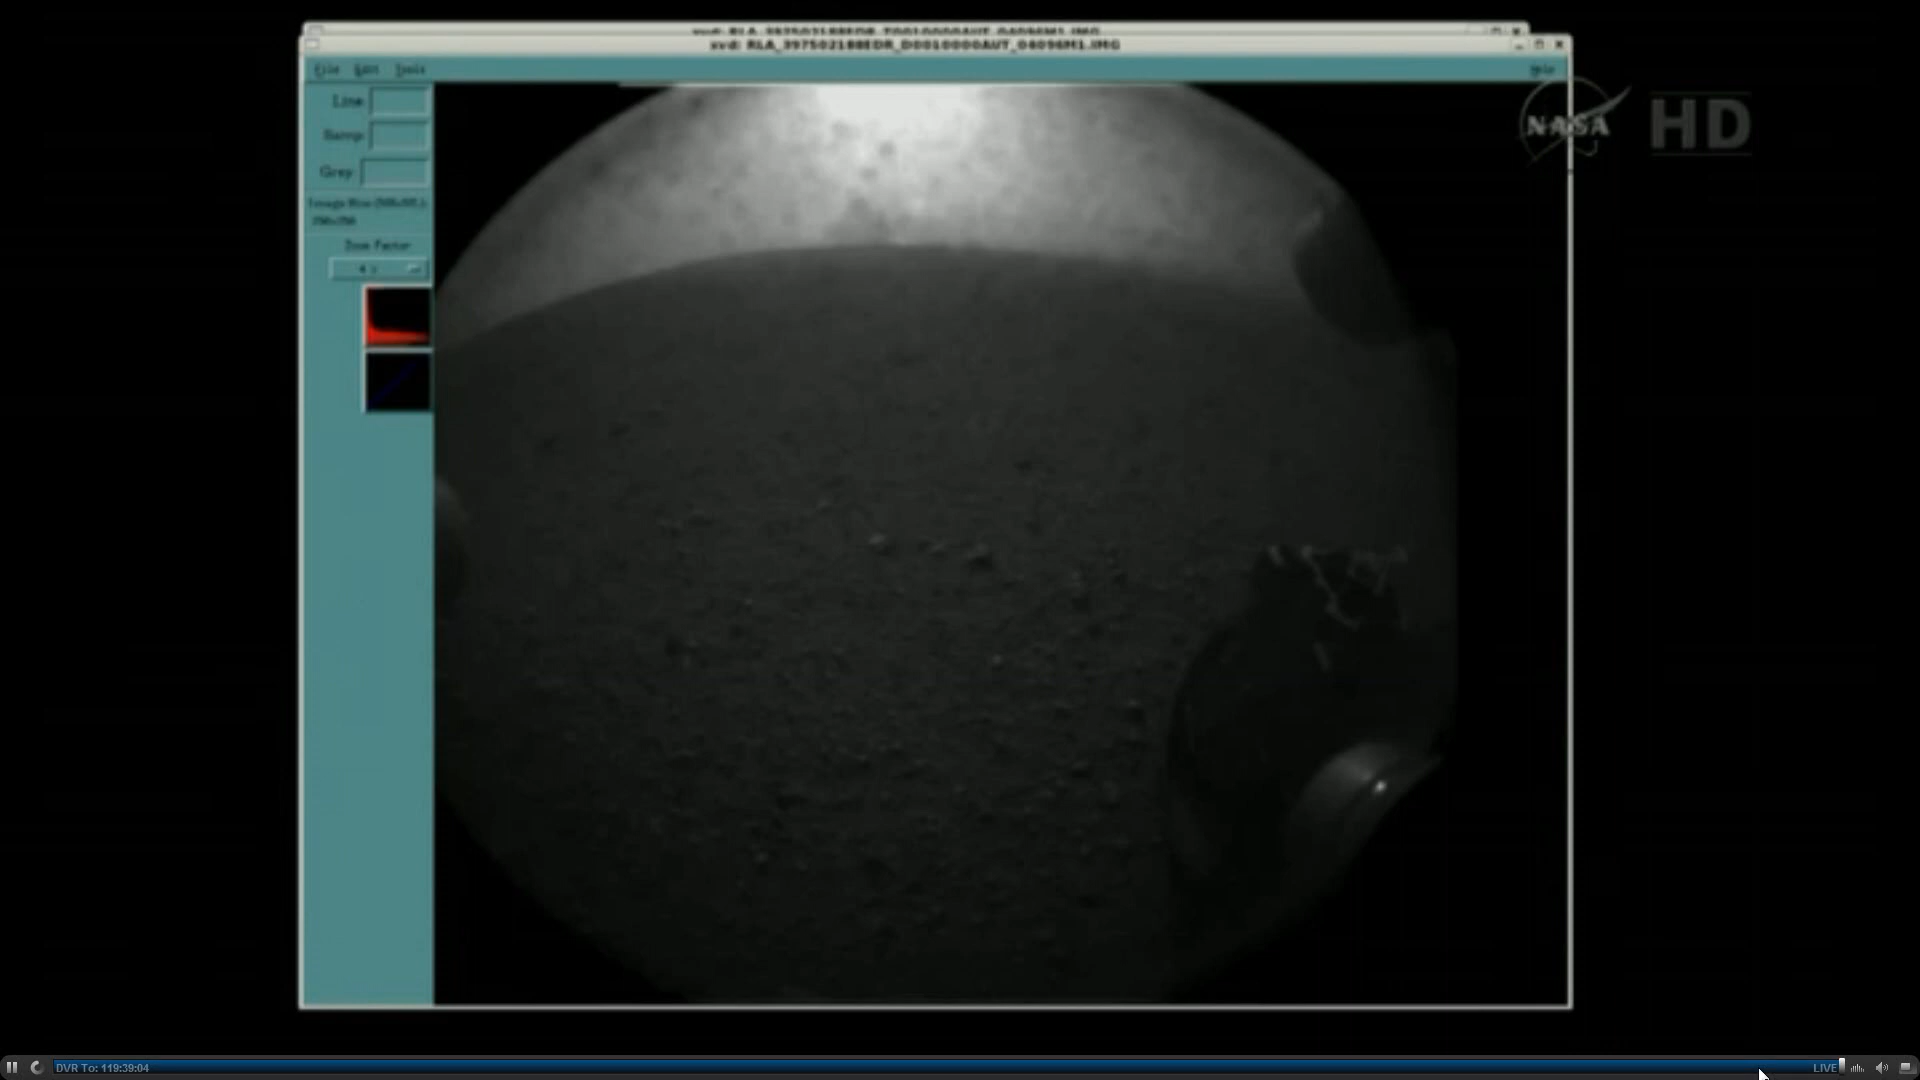 xvd: RLA_397502188EDR_D0010000AUT_04096M1.IMG
File Edit Tools
Help
Line
Samp
Grey
Zoom Factor
NASA HD
DVR To: 119:39:04
LIVE